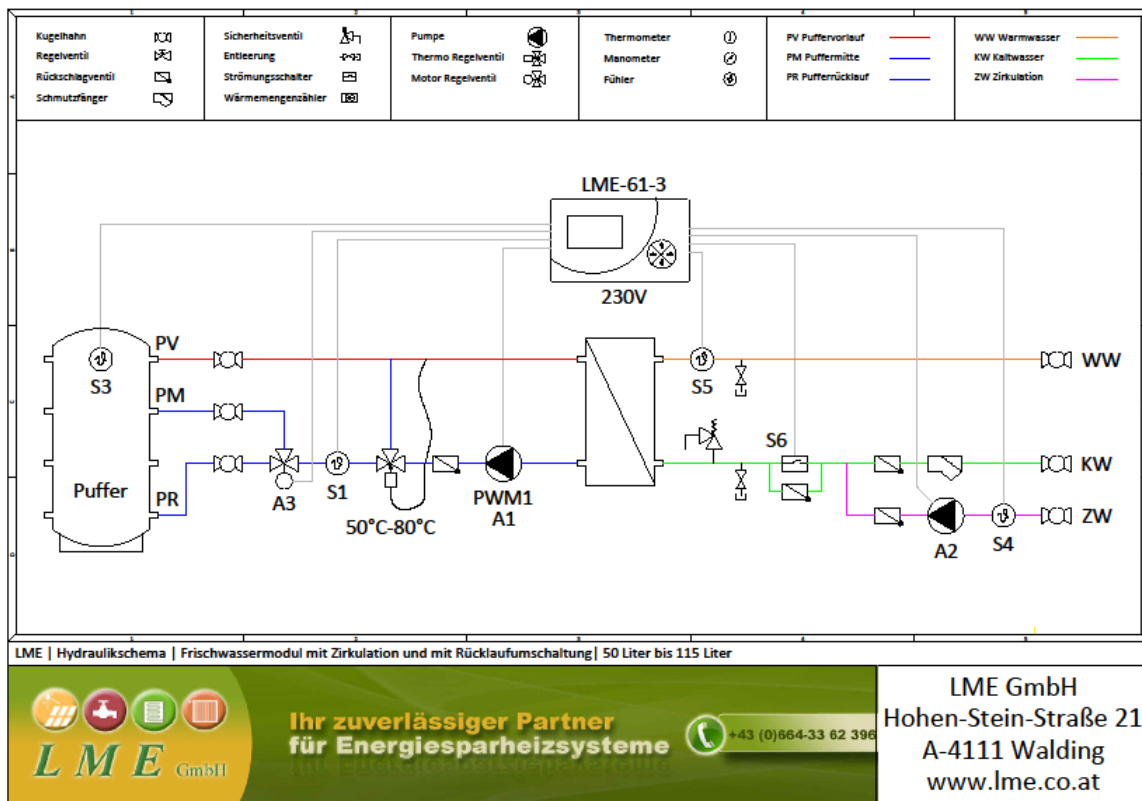 Kugelhahn
Regelventil
Rückschlagventil
Schmutzfänger
Sicherheitsventil
Entleerung
Strömungsschalter
Wärmemengenzähler
Pumpe
Thermo Regelventil
Motor Regelventil
Thermometer
Manometer
Fühler
PV Puffervorlauf
PM Puffermitte
PR Pufferrücklauf
WW Warmwasser
KW Kaltwasser
ZW Zirkulation
LME-61-3
230V
PV
S3
S5
WW
PM
S6
KW
Puffer
PR
A3
S1
50°C-80°C
PWM1
A1
A2
S4
ZW
LME | Hydraulikschema | Frischwassermodul mit Zirkulation und mit Rücklaufumschaltung| 50 Liter bis 115 Liter
L M E GmbH
Ihr zuverlässiger Partner
für Energiesparheizsysteme
+43 (0)664-33 62 396
LME GmbH
Hohen-Stein-Straße 21
A-4111 Walding
www.lme.co.at